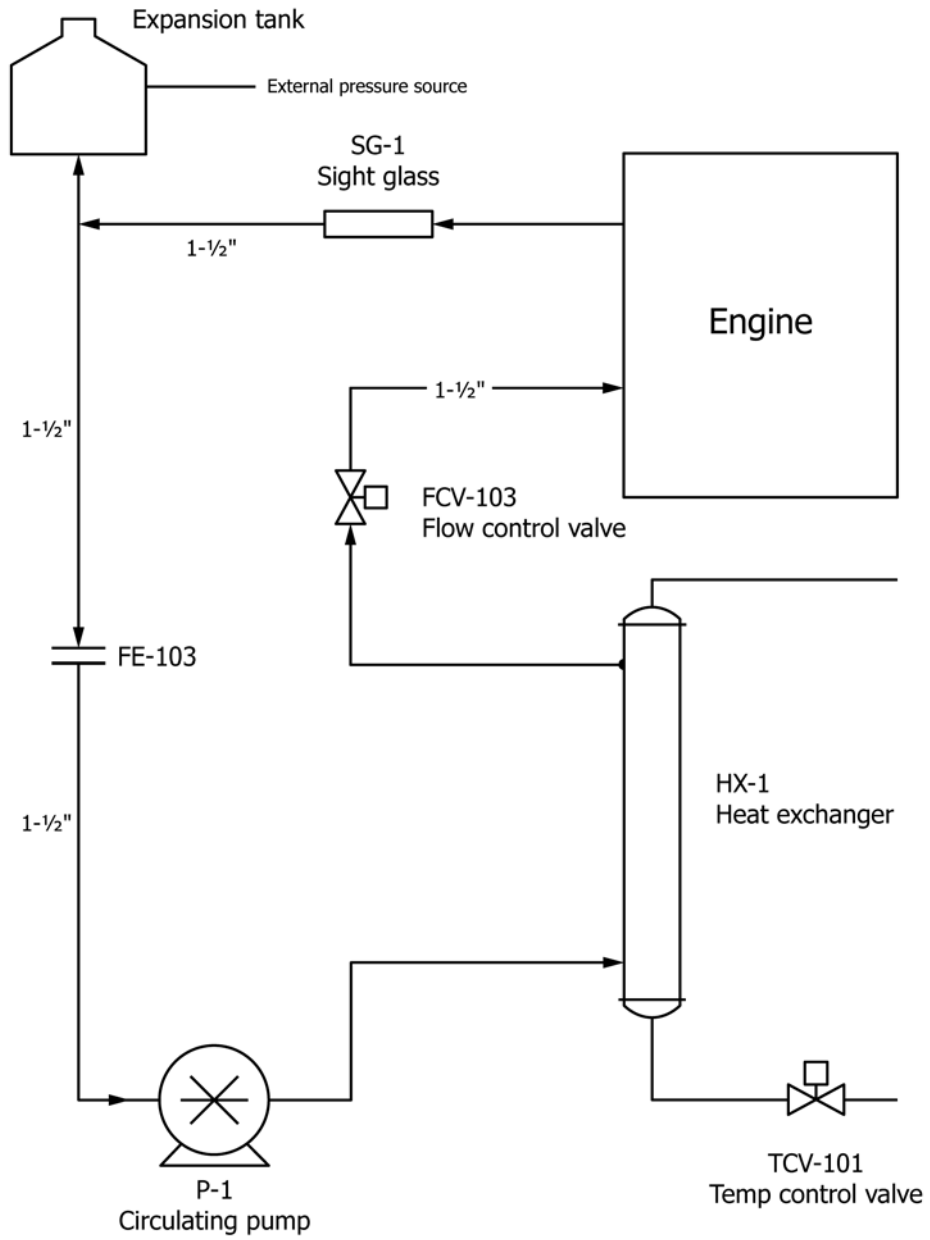 Expansion tank
External pressure source
SG-1
Sight glass
1-½"
Engine
1-½"
1-½"
FCV-103
Flow control valve
FE-103
HX-1
Heat exchanger
1-½"
TCV-101
Temp control valve
P-1
Circulating pump